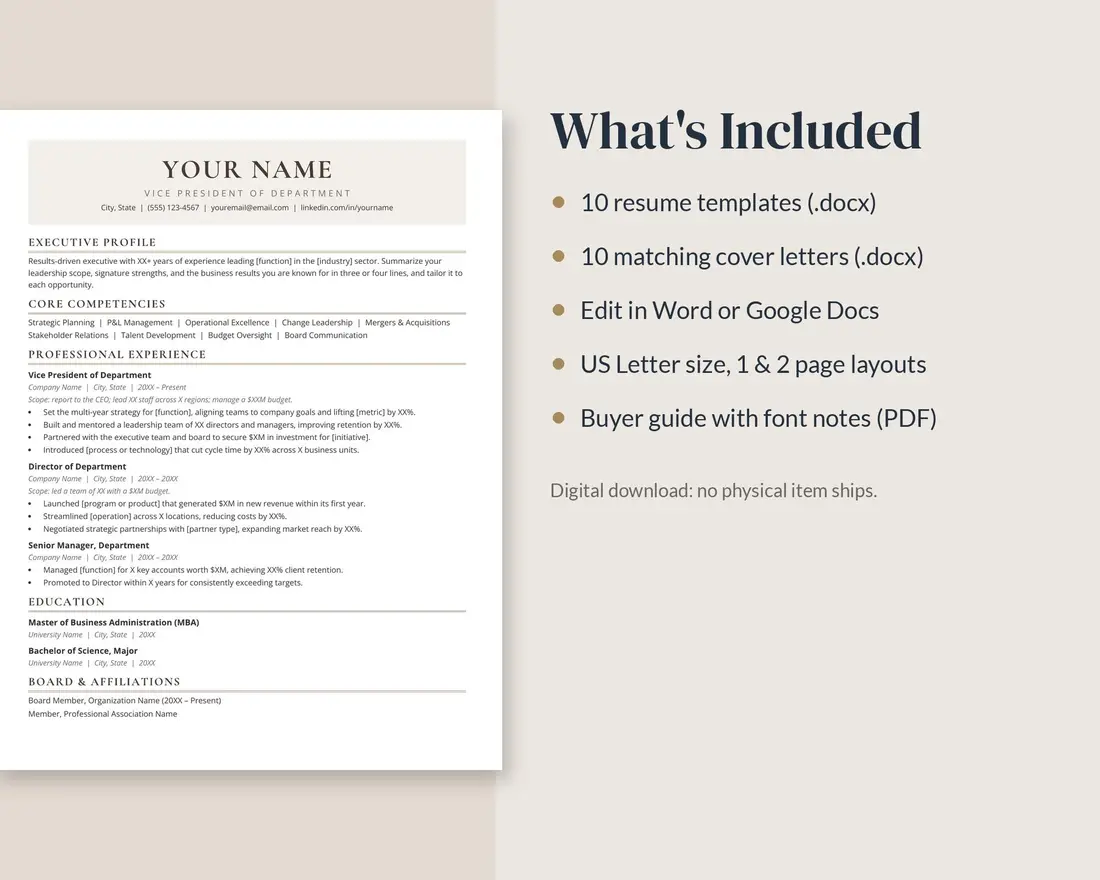 YOUR NAME
VICE PRESIDENT OF DEPARTMENT
City, State | (555) 123-4567 | youremail@email.com | linkedin.com/in/yourname
EXECUTIVE PROFILE
Results-driven executive with XX+ years of experience leading [function] in the [industry] sector. Summarize your
leadership scope, signature strengths, and the business results you are known for in three or four lines, and tailor it to
each opportunity.
CORE COMPETENCIES
Strategic Planning | P&L Management | Operational Excellence | Change Leadership | Mergers & Acquisitions
Stakeholder Relations | Talent Development | Budget Oversight | Board Communication
PROFESSIONAL EXPERIENCE
Vice President of Department
Company Name | City, State | 20XX – Present
Scope: report to the CEO; lead XX staff across X regions; manage a $XXM budget.
• Set the multi-year strategy for [function], aligning teams to company goals and lifting [metric] by XX%.
• Built and mentored a leadership team of XX directors and managers, improving retention by XX%.
• Partnered with the executive team and board to secure $XM in investment for [initiative].
• Introduced [process or technology] that cut cycle time by XX% across X business units.
Director of Department
Company Name | City, State | 20XX – 20XX
Scope: led a team of XX with a $XM budget.
• Launched [program or product] that generated $XM in new revenue within its first year.
• Streamlined [operation] across X locations, reducing costs by XX%.
• Negotiated strategic partnerships with [partner type], expanding market reach by XX%.
Senior Manager, Department
Company Name | City, State | 20XX – 20XX
• Managed [function] for X key accounts worth $XM, achieving XX% client retention.
• Promoted to Director within X years for consistently exceeding targets.
EDUCATION
Master of Business Administration (MBA)
University Name | City, State | 20XX
Bachelor of Science, Major
University Name | City, State | 20XX
BOARD & AFFILIATIONS
Board Member, Organization Name (20XX – Present)
Member, Professional Association Name
What's Included
• 10 resume templates (.docx)
• 10 matching cover letters (.docx)
• Edit in Word or Google Docs
• US Letter size, 1 & 2 page layouts
• Buyer guide with font notes (PDF)
Digital download: no physical item ships.